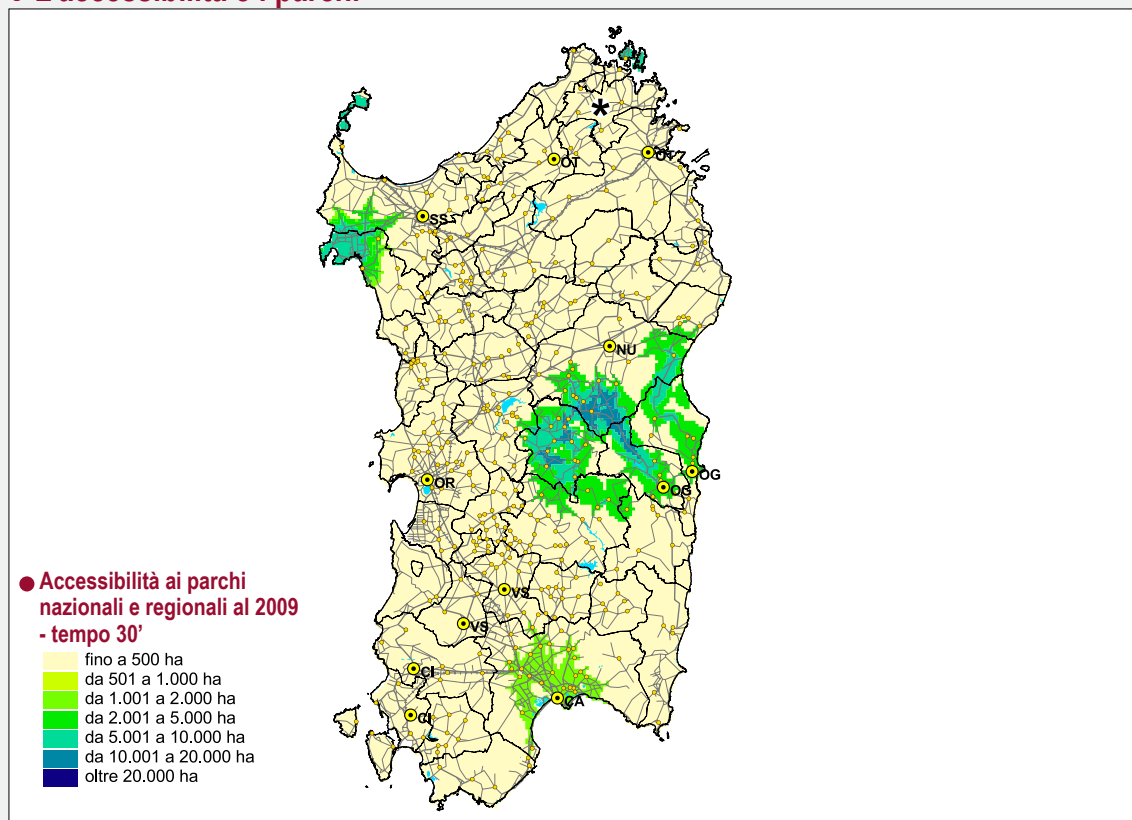 OT
OT
SS
NU
OG
OG
OR
VS
VS
CI
CI
CA
Accessibilità ai parchi
nazionali e regionali al 2009
- tempo 30’
fino a 500 ha
da 501 a 1.000 ha
da 1.001 a 2.000 ha
da 2.001 a 5.000 ha
da 5.001 a 10.000 ha
da 10.001 a 20.000 ha
oltre 20.000 ha